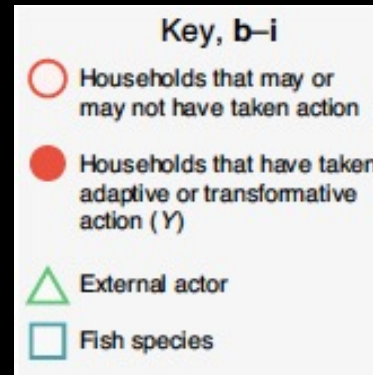 Key, b–i
Households that may or
may not have taken action
Households that have taken
adaptive or transformative
action (Y)
External actor
Fish species